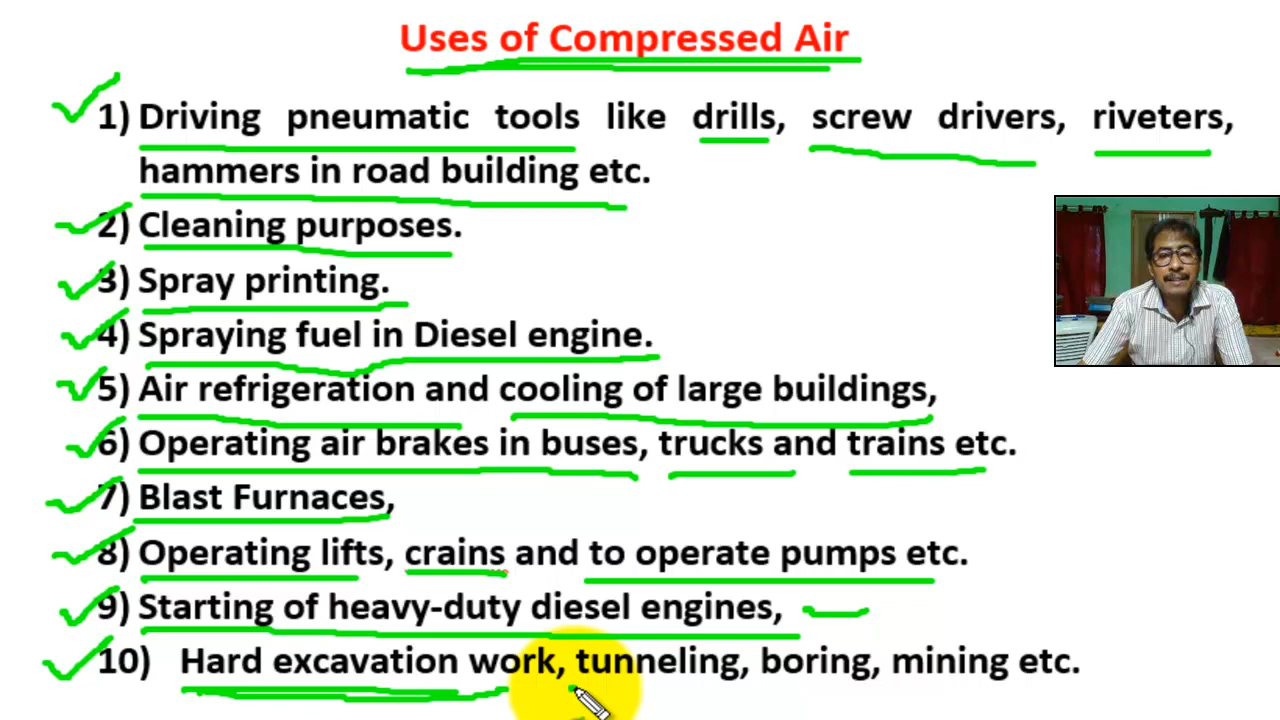 Uses of Compressed Air
1) Driving pneumatic tools like drills, screw drivers, riveters,
hammers in road building etc.
2) Cleaning purposes.
3) Spray printing.
4) Spraying fuel in Diesel engine.
5) Air refrigeration and cooling of large buildings,
6) Operating air brakes in buses, trucks and trains etc.
7) Blast Furnaces,
8) Operating lifts, crains and to operate pumps etc.
9) Starting of heavy-duty diesel engines,
10) Hard excavation work, tunneling, boring, mining etc.